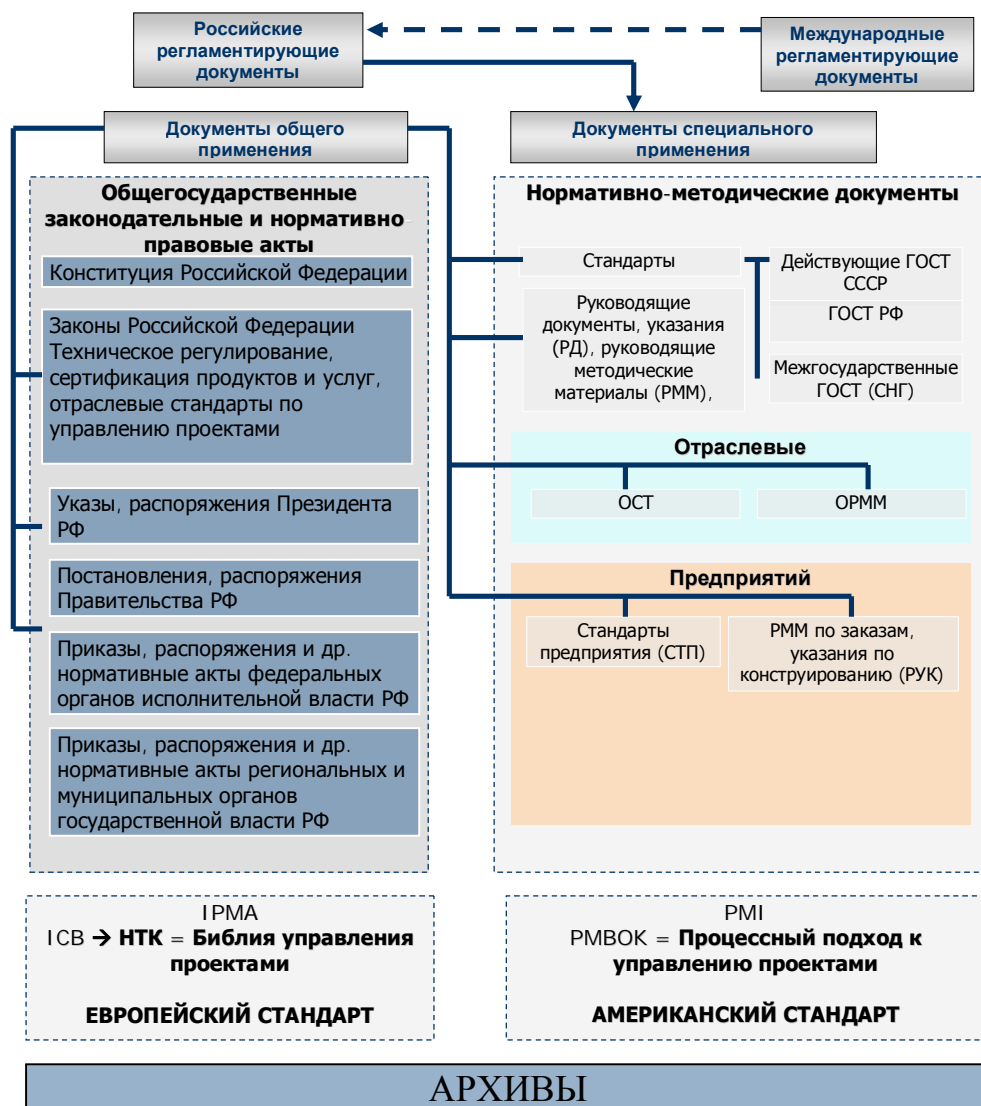 Российские
регламентирующие
документы
Международные
регламентирующие
документы
Документы общего
применения
Документы специального
применения
Общегосударственные
законодательные и нормативно-
правовые акты
Конституция Российской Федерации
Законы Российской Федерации
Техническое регулирование,
сертификация продуктов и услуг,
отраслевые стандарты по
управлению проектами
Указы, распоряжения Президента
РФ
Постановления, распоряжения
Правительства РФ
Приказы, распоряжения и др.
нормативные акты федеральных
органов исполнительной власти РФ
Приказы, распоряжения и др.
нормативные акты региональных и
муниципальных органов
государственной власти РФ
Нормативно-методические документы
Стандарты
Руководящие
документы, указания
(РД), руководящие
методические
материалы (РММ),
Действующие ГОСТ
СССР
ГОСТ РФ
Межгосударственные
ГОСТ (СНГ)
Отраслевые
ОСТ
ОРММ
Предприятий
Стандарты
предприятия (СТП)
РММ по заказам,
указания по
конструированию (РУК)
IPMA
ICB → НТК = Библия управления
проектами
ЕВРОПЕЙСКИЙ СТАНДАРТ
PMI
PMBOK = Процессный подход к
управлению проектами
АМЕРИКАНСКИЙ СТАНДАРТ
АРХИВЫ